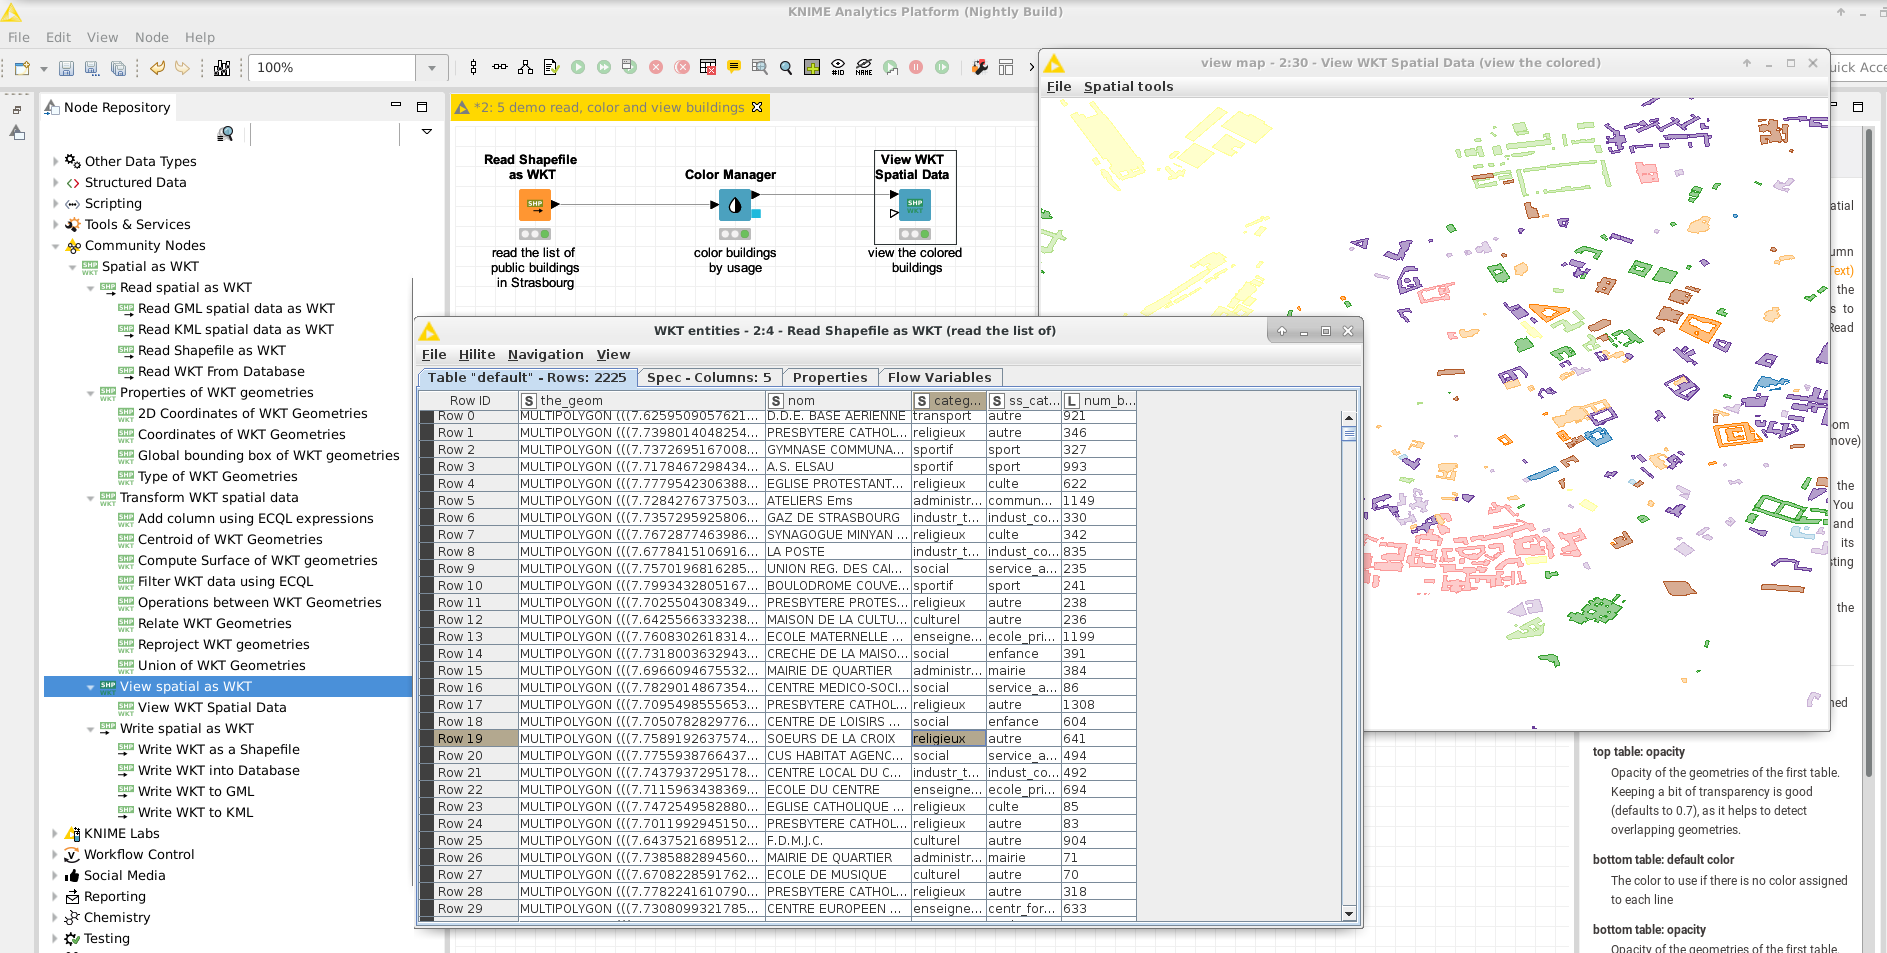 KNIME Analytics Platform (Nightly Build)
File Edit View Node Help
100%
Node Repository
Other Data Types
Structured Data
Scripting
Tools & Services
Community Nodes
Spatial as WKT
Read spatial as WKT
Read GML spatial data as WKT
Read KML spatial data as WKT
Read Shapefile as WKT
Read WKT From Database
Properties of WKT geometries
2D Coordinates of WKT Geometries
Coordinates of WKT Geometries
Global bounding box of WKT geometries
Type of WKT Geometries
Transform WKT spatial data
Add column using ECQL expressions
Centroid of WKT Geometries
Compute Surface of WKT geometries
Filter WKT data using ECQL
Operations between WKT Geometries
Relate WKT Geometries
Reproject WKT geometries
Union of WKT Geometries
View spatial as WKT
View WKT Spatial Data
Write spatial as WKT
Write WKT as a Shapefile
Write WKT into Database
Write WKT to GML
Write WKT to KML
KNIME Labs
Workflow Control
Social Media
Reporting
Chemistry
Testing
*2: 5 demo read, color and view buildings
Read Shapefile
as WKT
read the list of
public buildings
in Strasbourg
Color Manager
color buildings
by usage
View WKT
Spatial Data
view the colored
buildings
view map - 2:30 - View WKT Spatial Data (view the colored)
File Spatial tools
WKT entities - 2:4 - Read Shapefile as WKT (read the list of)
File Hilite Navigation View
Table "default" - Rows: 2225 Spec - Columns: 5 Properties Flow Variables
Row ID S the_geom S nom S categ... S ss_cat... L num_b...
Row 0 MULTIPOLYGON (((7.6259509057621... D.D.E. BASE AERIENNE transport autre 921
Row 1 MULTIPOLYGON (((7.7398014048254... PRESBYTERE CATHOL... religieux autre 346
Row 2 MULTIPOLYGON (((7.7372695167008... GYMNASE COMMUNA... sportif sport 327
Row 3 MULTIPOLYGON (((7.7178467298434... A.S. ELSAU sportif sport 993
Row 4 MULTIPOLYGON (((7.7779542306388... EGLISE PROTESTANT... religieux culte 622
Row 5 MULTIPOLYGON (((7.7284276737503... ATELIERS Ems administr... commun... 1149
Row 6 MULTIPOLYGON (((7.7357295925806... GAZ DE STRASBOURG industr_t... indust_co... 330
Row 7 MULTIPOLYGON (((7.7672877463986... SYNAGOGUE MINYAN ... religieux culte 342
Row 8 MULTIPOLYGON (((7.6778415106916... LA POSTE industr_t... indust_co... 835
Row 9 MULTIPOLYGON (((7.7570196816285... UNION REG. DES CAI... social service_a... 235
Row 10 MULTIPOLYGON (((7.7993432805167... BOULODROME COUVE... sportif sport 241
Row 11 MULTIPOLYGON (((7.7025504308349... PRESBYTERE PROTES... religieux autre 238
Row 12 MULTIPOLYGON (((7.6425566333238... MAISON DE LA CULTU... culturel autre 236
Row 13 MULTIPOLYGON (((7.7608302618314... ECOLE MATERNELLE ... enseigne... ecole_pri... 1199
Row 14 MULTIPOLYGON (((7.7318003632943... CRECHE DE LA MAISO... social enfance 391
Row 15 MULTIPOLYGON (((7.6966094675532... MAIRIE DE QUARTIER administr... mairie 384
Row 16 MULTIPOLYGON (((7.7829014867354... CENTRE MEDICO-SOCI... social service_a... 86
Row 17 MULTIPOLYGON (((7.7095498555653... PRESBYTERE CATHOL... religieux autre 1308
Row 18 MULTIPOLYGON (((7.7050782829776... CENTRE DE LOISIRS ... social enfance 604
Row 19 MULTIPOLYGON (((7.7589192637574... SOEURS DE LA CROIX religieux autre 641
Row 20 MULTIPOLYGON (((7.7755938766437... CUS HABITAT AGENC... social service_a... 494
Row 21 MULTIPOLYGON (((7.7437937295178... CENTRE LOCAL DU C... industr_t... indust_co... 492
Row 22 MULTIPOLYGON (((7.7115963438369... ECOLE DU CENTRE enseigne... ecole_pri... 694
Row 23 MULTIPOLYGON (((7.7472549582880... EGLISE CATHOLIQUE ... religieux culte 85
Row 24 MULTIPOLYGON (((7.7011992945150... PRESBYTERE CATHOL... religieux autre 83
Row 25 MULTIPOLYGON (((7.6437521689512... F.D.M.J.C. culturel autre 904
Row 26 MULTIPOLYGON (((7.7385882894560... MAIRIE DE QUARTIER administr... mairie 71
Row 27 MULTIPOLYGON (((7.6708228591762... ECOLE DE MUSIQUE culturel autre 70
Row 28 MULTIPOLYGON (((7.7782241610790... PRESBYTERE CATHOL... religieux autre 318
Row 29 MULTIPOLYGON (((7.7308099321785... CENTRE EUROPEEN ... enseigne... centr_for... 633
top table: opacity
Opacity of the geometries of the first table.
Keeping a bit of transparency is good
(defaults to 0.7), as it helps to detect
overlapping geometries.
bottom table: default color
The color to use if there is no color assigned
to each line
bottom table: opacity
Opacity of the geometries of the second table.